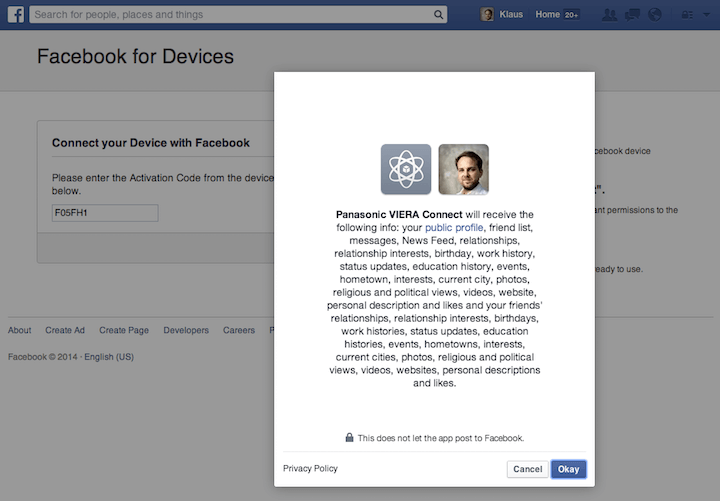 Search for people, places and things
Klaus
Home 20+
Facebook for Devices
Connect your Device with Facebook
Please enter the Activation Code from the device
below.
F05FH1
cebook device
".
ant permissions to the
eady to use.
Panasonic VIERA Connect will receive the
following info: your public profile, friend list,
messages, News Feed, relationships,
relationship interests, birthday, work history,
status updates, education history, events,
hometown, interests, current city, photos,
religious and political views, videos, website,
personal description and likes and your friends'
relationships, relationship interests, birthdays,
work histories, status updates, education
histories, events, hometowns, interests,
current cities, photos, religious and political
views, videos, websites, personal descriptions
and likes.
This does not let the app post to Facebook.
Privacy Policy
Cancel
Okay
About Create Ad Create Page Developers Careers P
Facebook © 2014 · English (US)